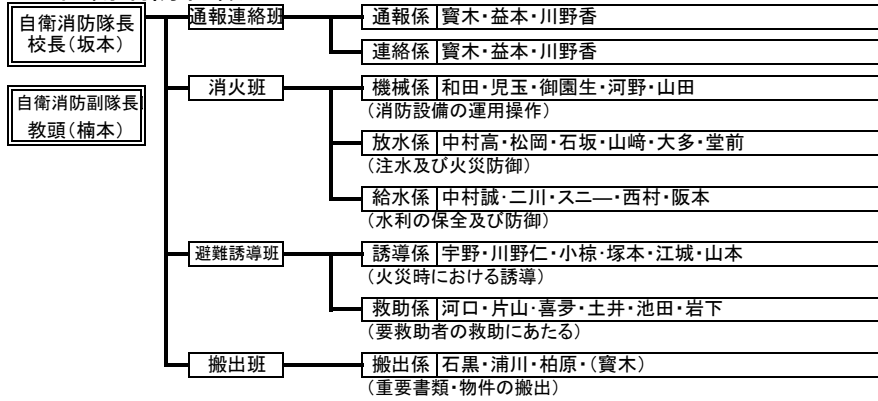 自衛消防隊長
校長（坂本）
自衛消防副隊長
教頭（楠本）
通報連絡班
通報係 寳木・益本・川野香
連絡係 寳木・益本・川野香
消火班
機械係 和田・児玉・御園生・河野・山田
（消防設備の運用操作）
放水係 中村高・松岡・石坂・山﨑・大多・堂前
（注水及び火災防御）
給水係 中村誠・二川・スニ―・西村・阪本
（水利の保全及び防御）
避難誘導班
誘導係 宇野・川野仁・小椋・塚本・江城・山本
（火災時における誘導）
救助係 河口・片山・喜夛・土井・池田・岩下
（要救助者の救助にあたる）
搬出班
搬出係 石黒・浦川・柏原・（寳木）
（重要書類・物件の搬出）